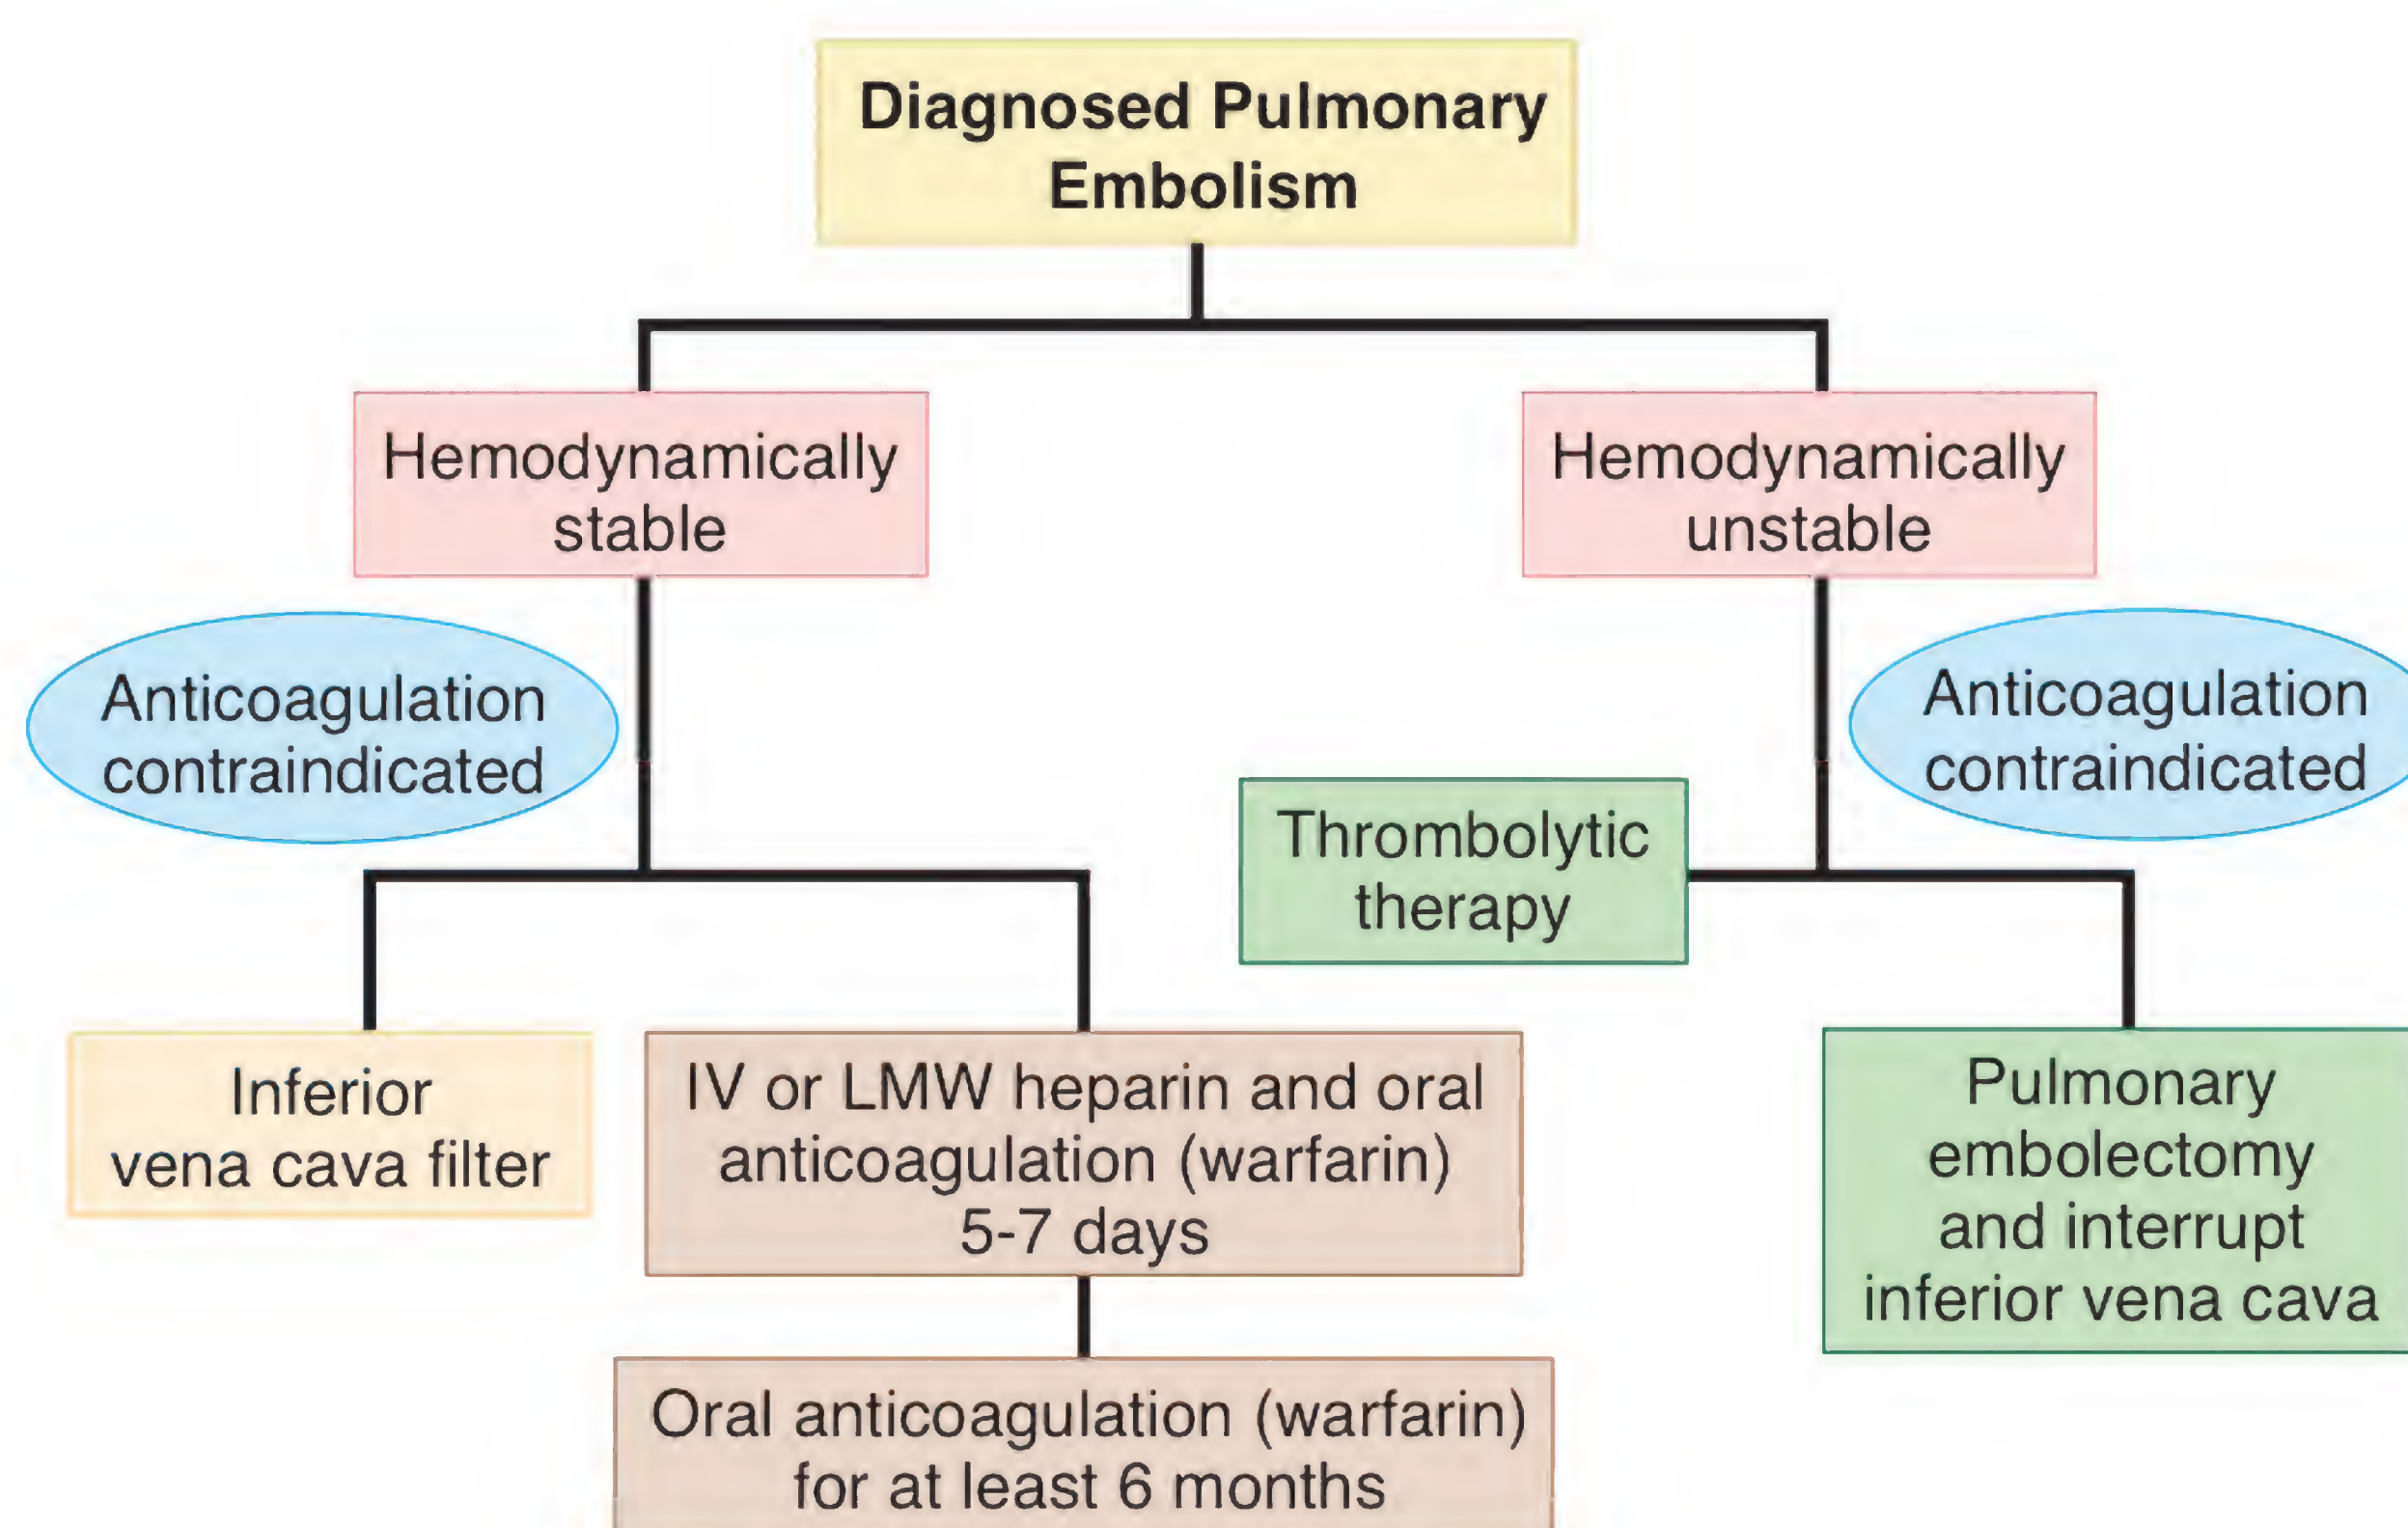 Diagnosed Pulmonary
Embolism
Hemodynamically
stable
Hemodynamically
unstable
Anticoagulation
contraindicated
Anticoagulation
contraindicated
Thrombolytic
therapy
Inferior
vena cava filter
IV or LMW heparin and oral
anticoagulation (warfarin)
5-7 days
Pulmonary
embolectomy
and interrupt
inferior vena cava
Oral anticoagulation (warfarin)
for at least 6 months